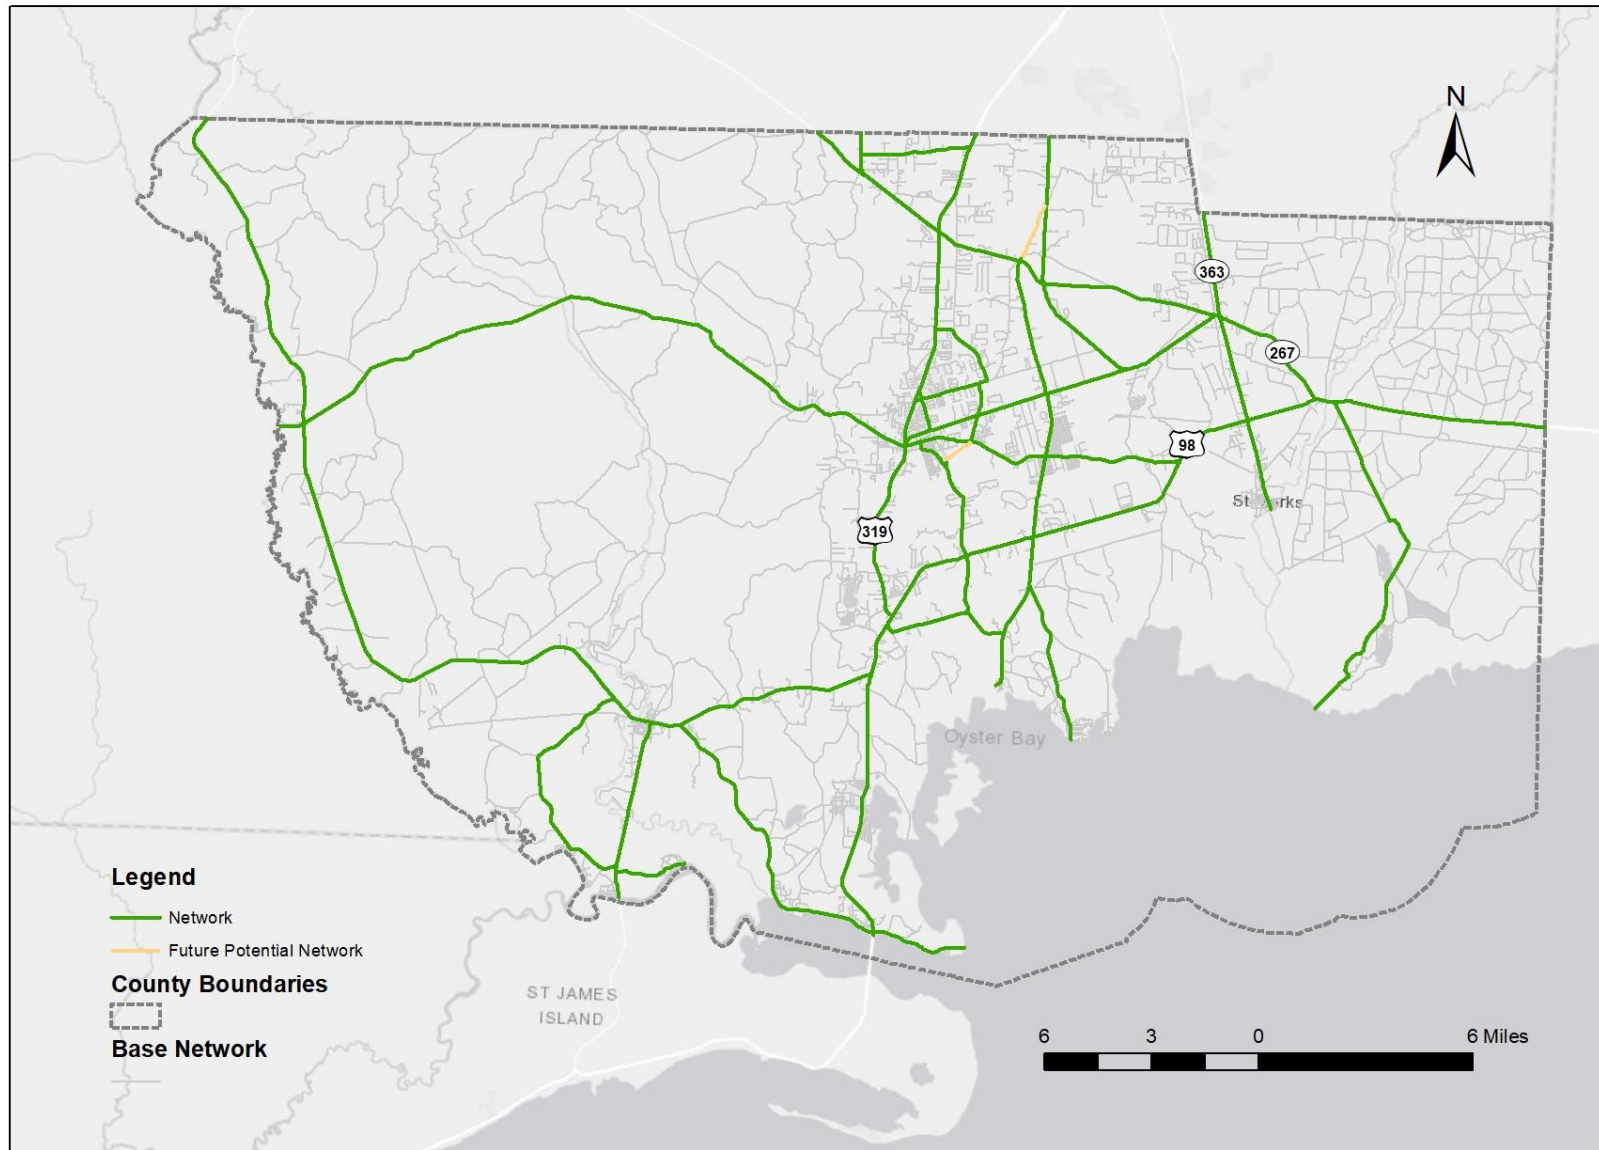 N
363
267
98
St rks
319
Oyster Bay
Legend
Network
Future Potential Network
County Boundaries
ST JAMES
ISLAND
Base Network
6 3 0 6 Miles